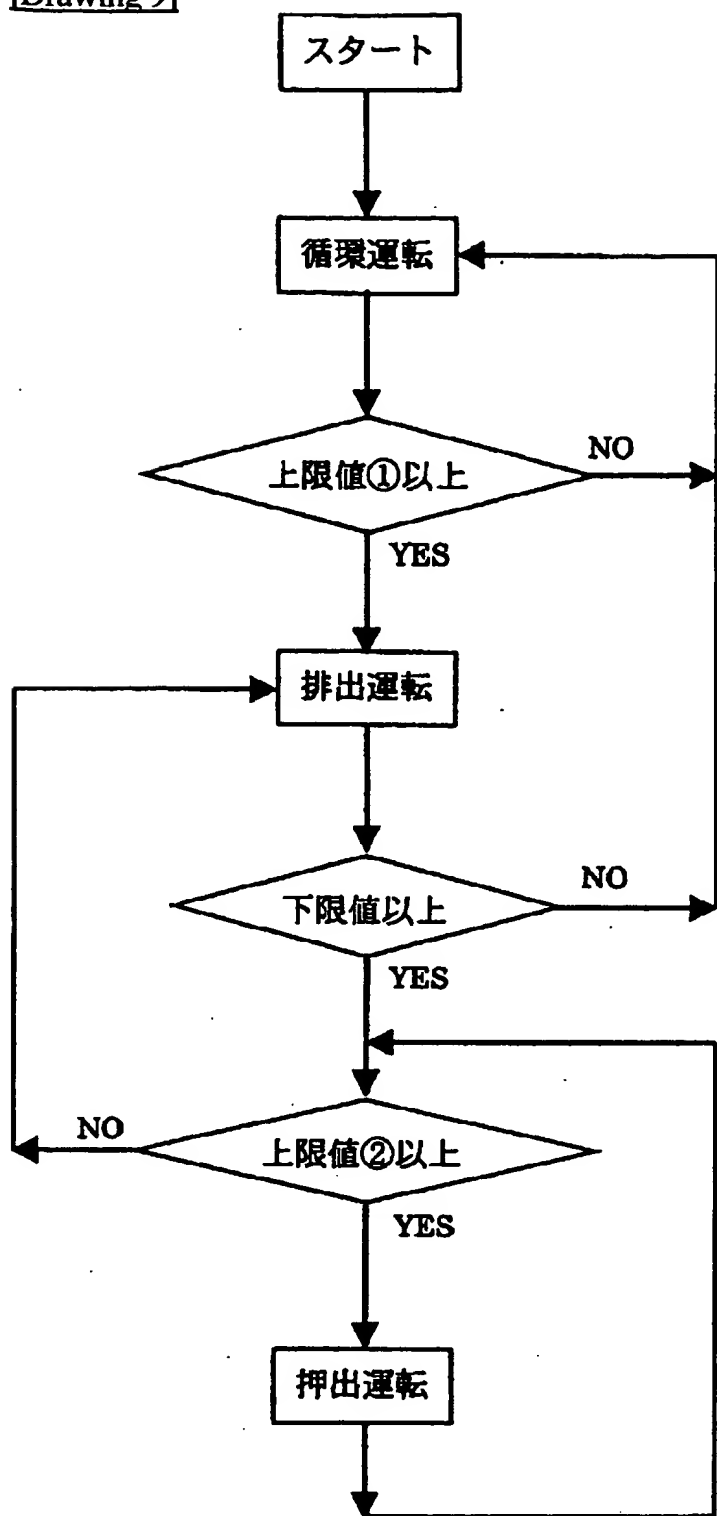 [Drawing 9]
スタート
循環運転
上限値①以上
NO
YES
排出運転
下限値以上
NO
YES
NO
上限値②以上
YES
押出運転